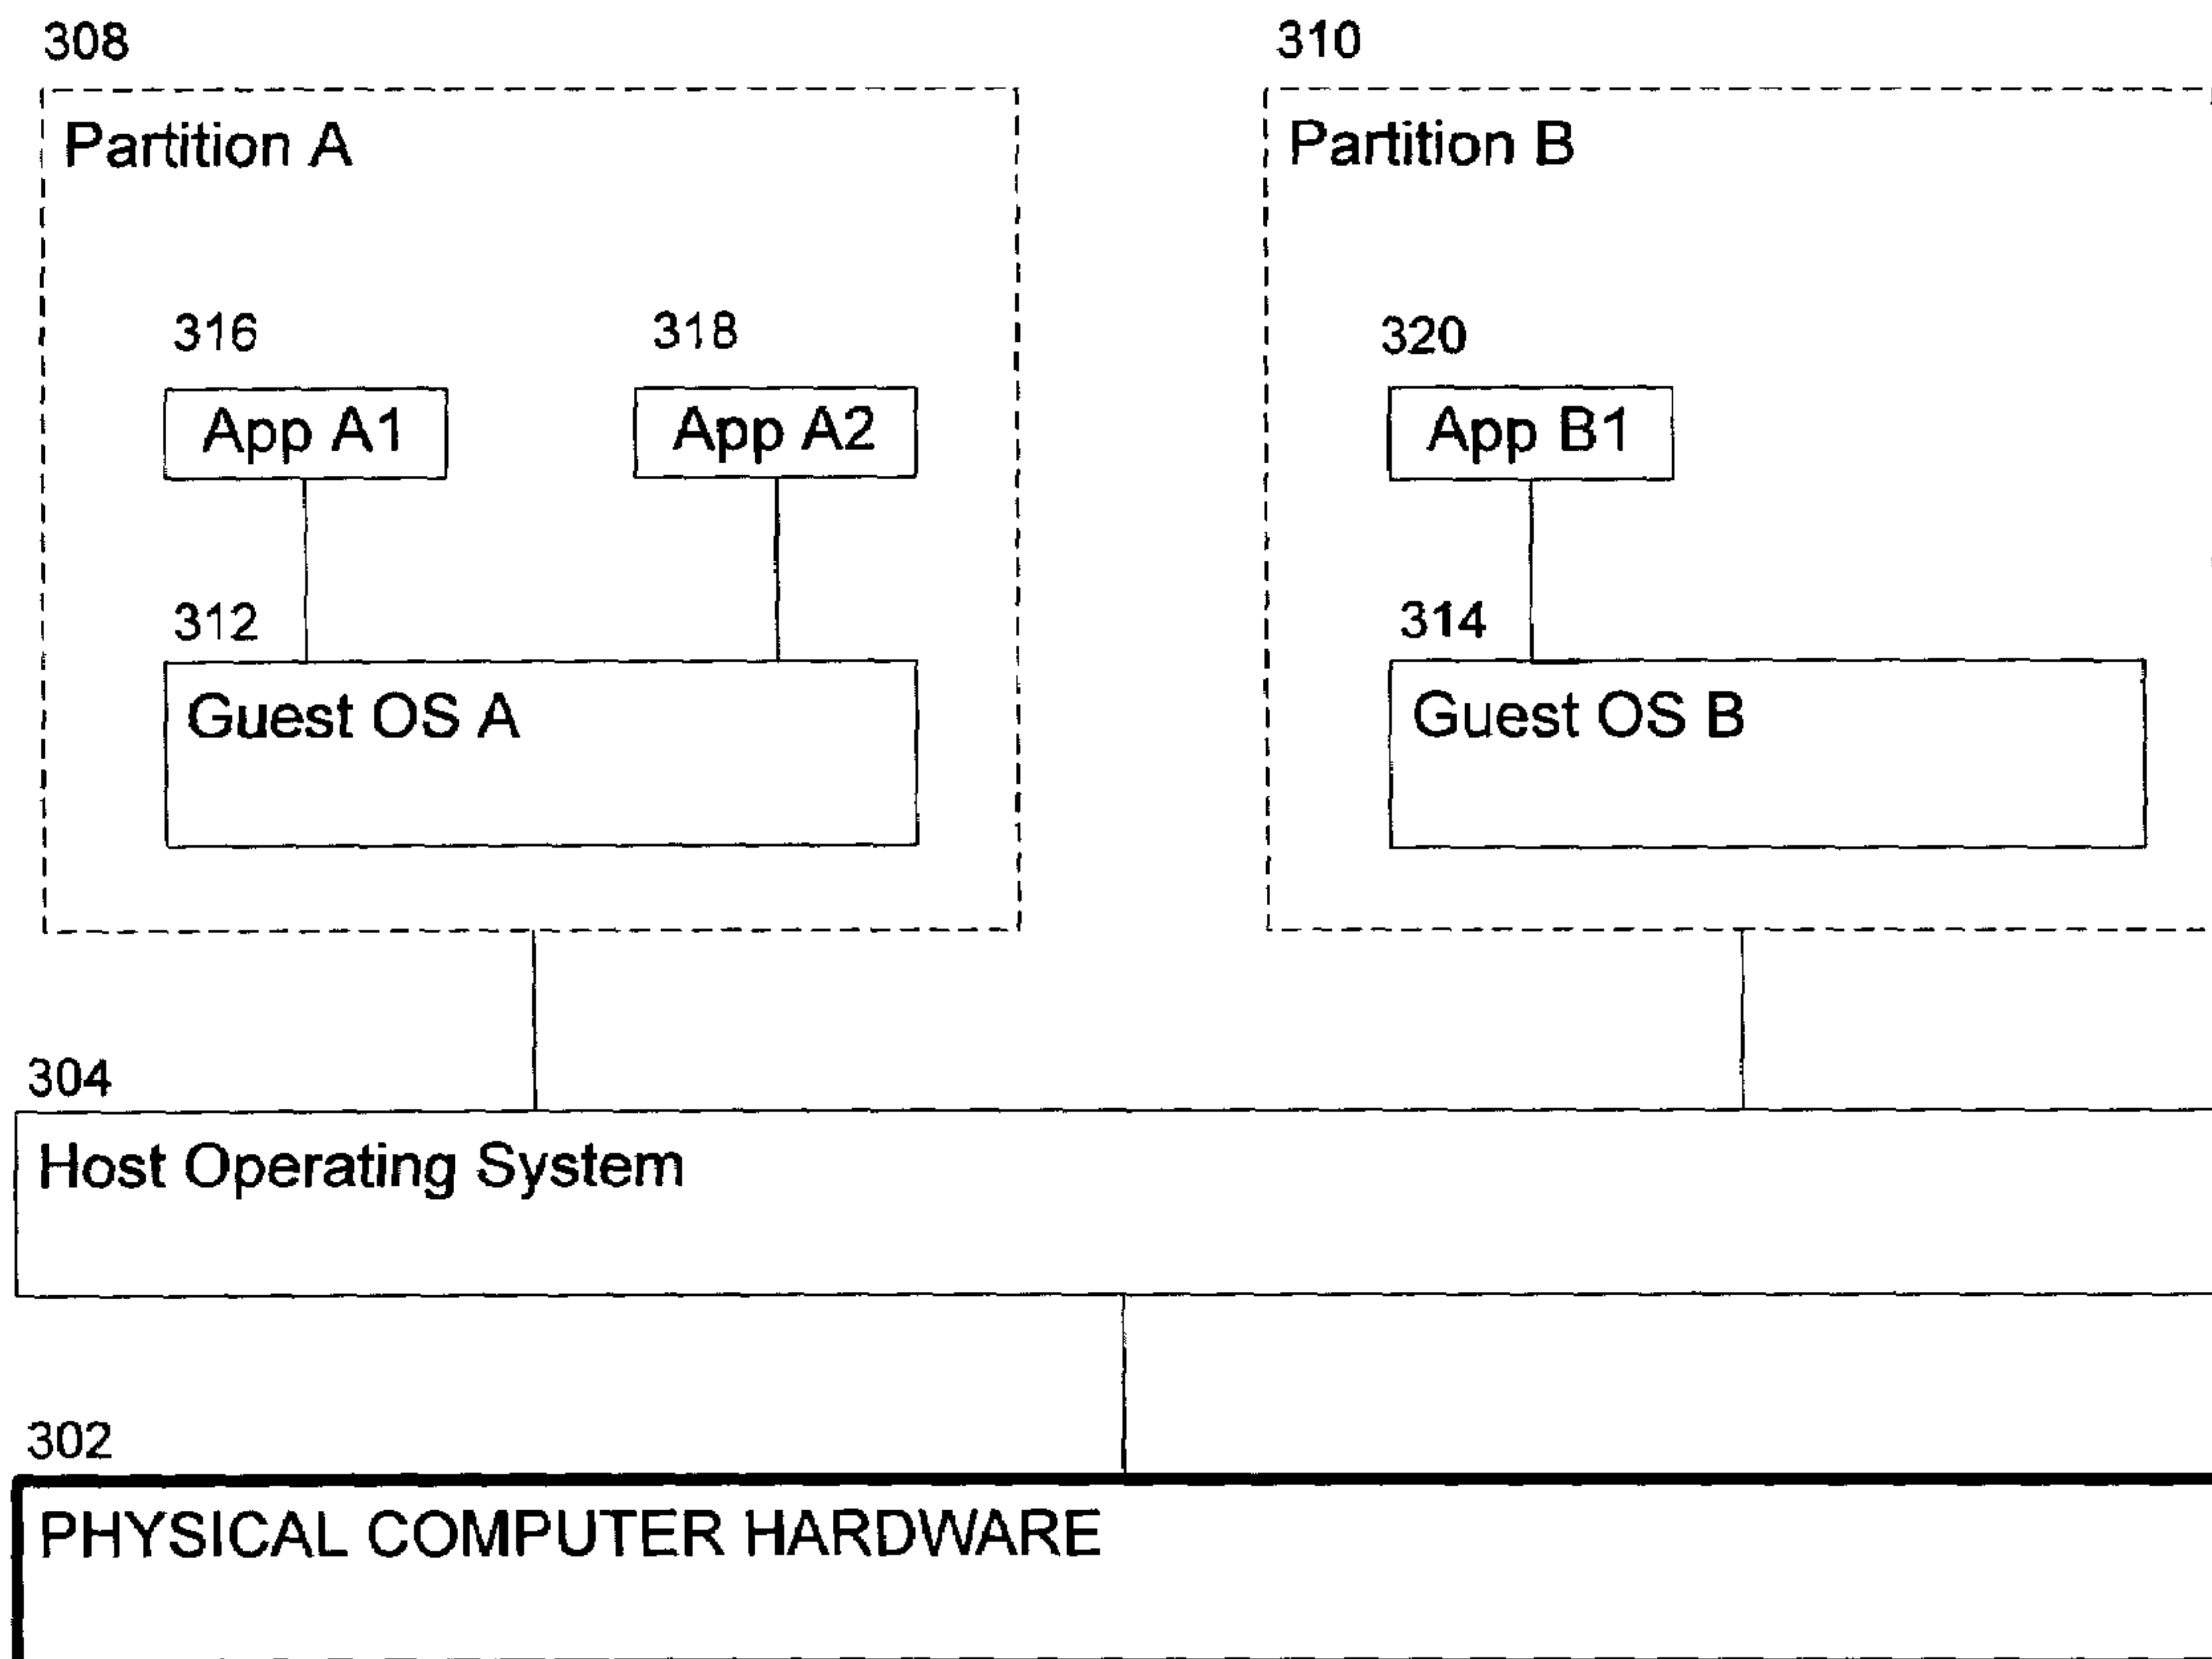 308
310
Partition A
Partition B
316
318
320
App A1
App A2
App B1
312
314
Guest OS A
Guest OS B
304
Host Operating System
302
PHYSICAL COMPUTER HARDWARE